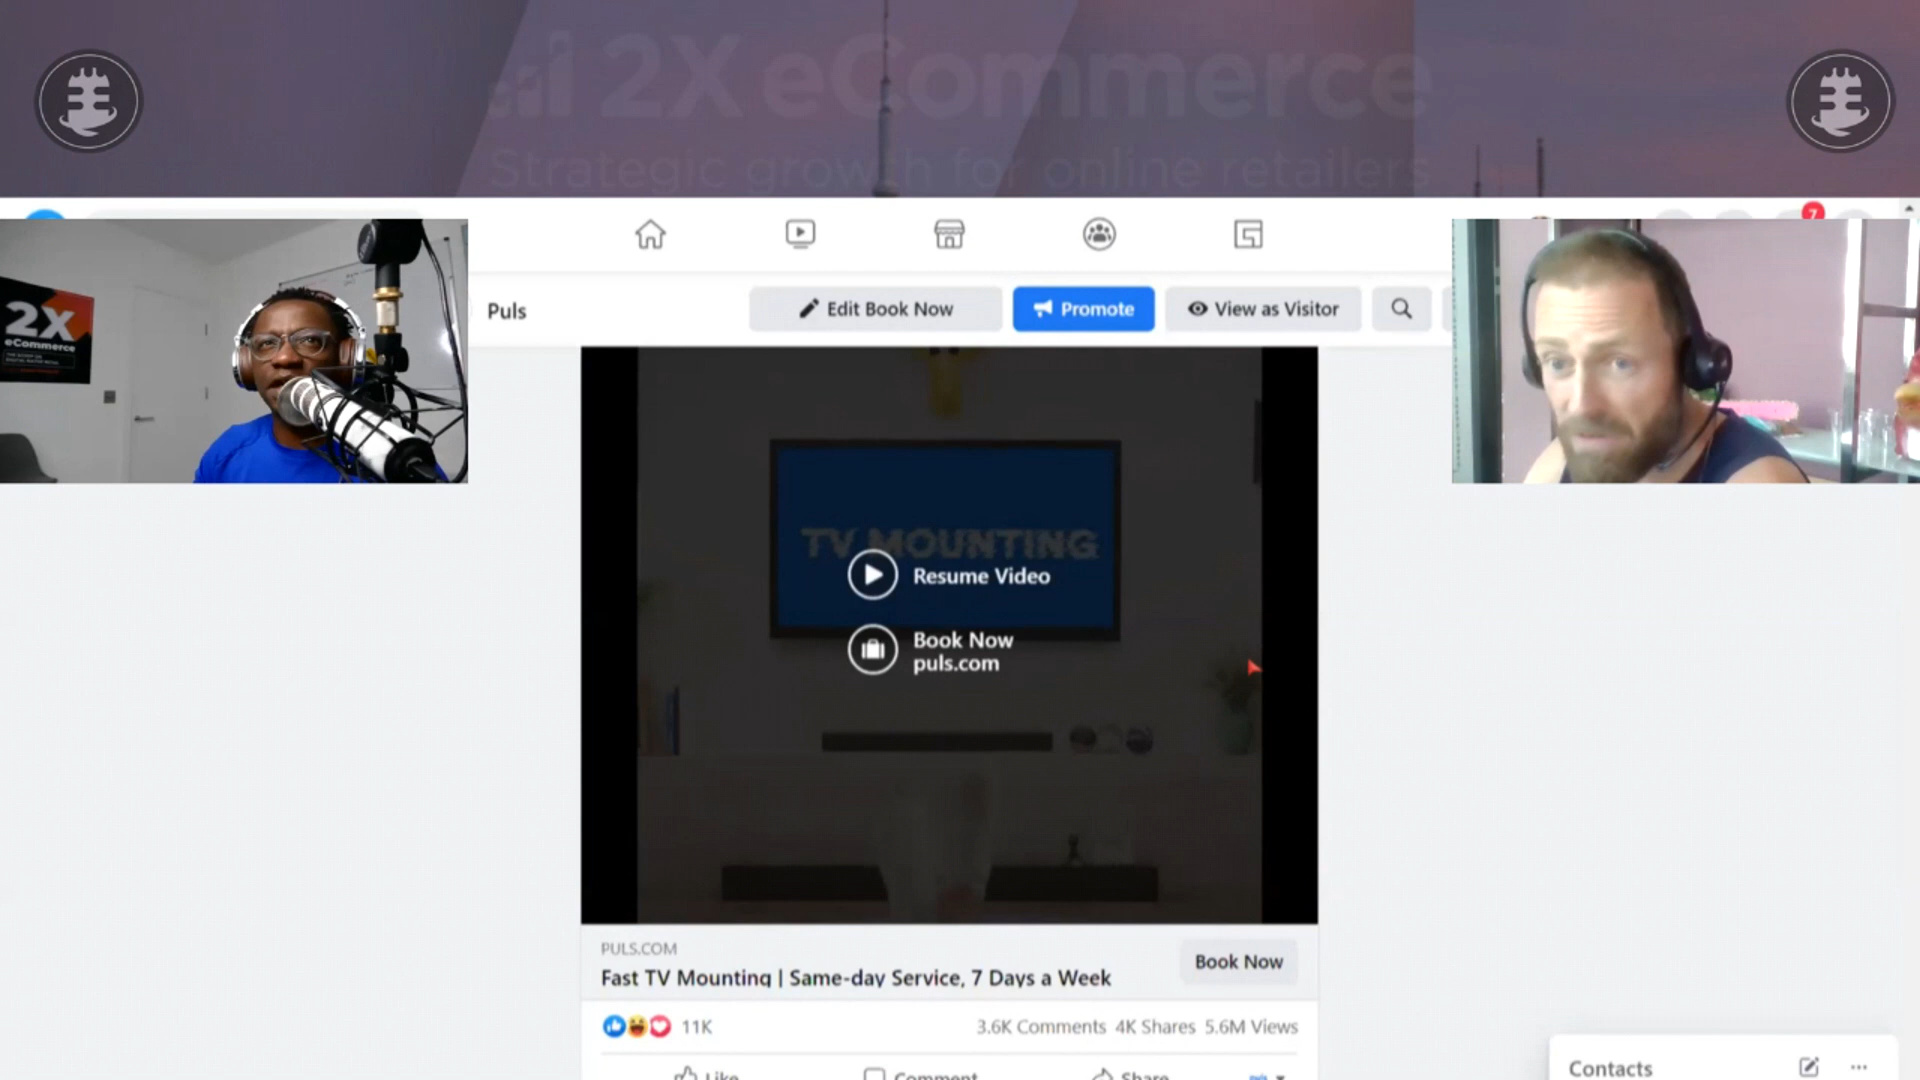 2X eCommerce
Strategic growth for online retailers
7
2X
eCommerce
Puls
Edit Book Now
Promote
View as Visitor
TV MOUNTING
Resume Video
Book Now
puls.com
PULS.COM
Fast TV Mounting | Same-day Service, 7 Days a Week
Book Now
11K
3.6K Comments 4K Shares 5.6M Views
Like
Comment
Share
Contacts